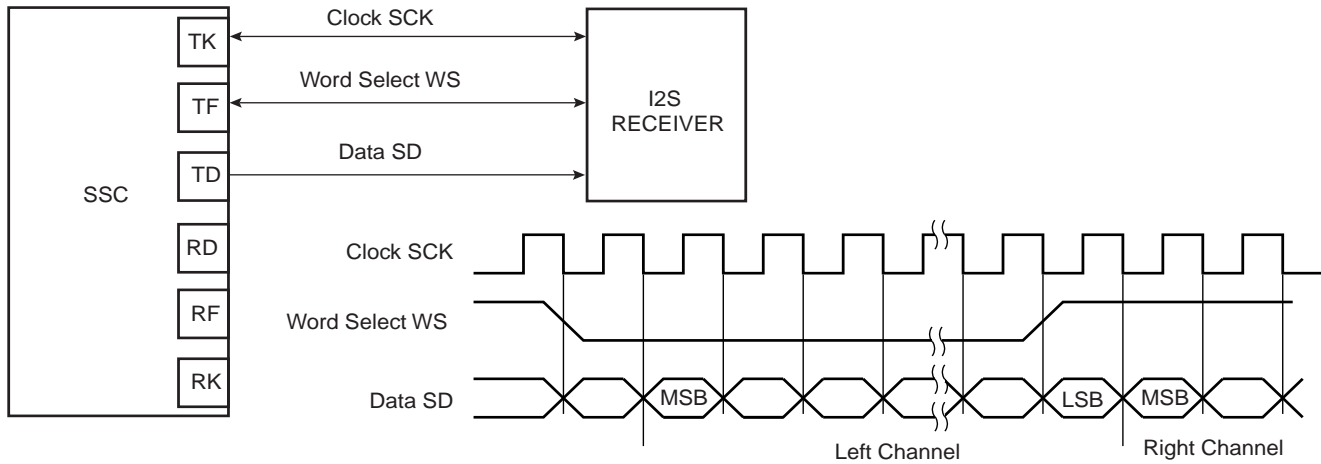 TK
TF
TD
RD
RF
RK
SSC
Clock SCK
Word Select WS
Data SD
I2S
RECEIVER
Clock SCK
Word Select WS
Data SD
MSB
LSB
MSB
Left Channel
Right Channel